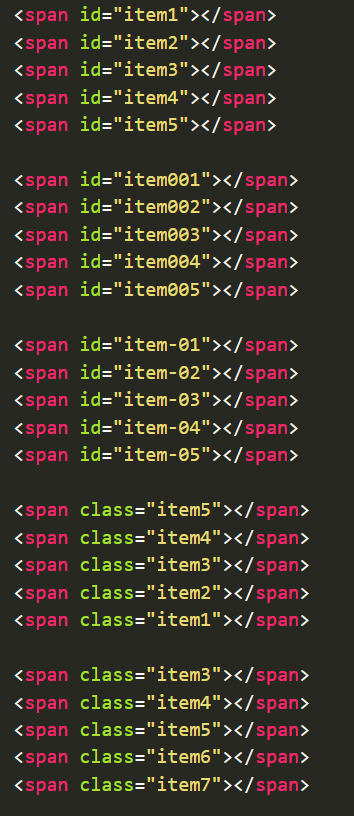 <span id="item1"></span>
<span id="item2"></span>
<span id="item3"></span>
<span id="item4"></span>
<span id="item5"></span>
<span id="item001"></span>
<span id="item002"></span>
<span id="item003"></span>
<span id="item004"></span>
<span id="item005"></span>
<span id="item-01"></span>
<span id="item-02"></span>
<span id="item-03"></span>
<span id="item-04"></span>
<span id="item-05"></span>
<span class="item5"></span>
<span class="item4"></span>
<span class="item3"></span>
<span class="item2"></span>
<span class="item1"></span>
<span class="item3"></span>
<span class="item4"></span>
<span class="item5"></span>
<span class="item6"></span>
<span class="item7"></span>